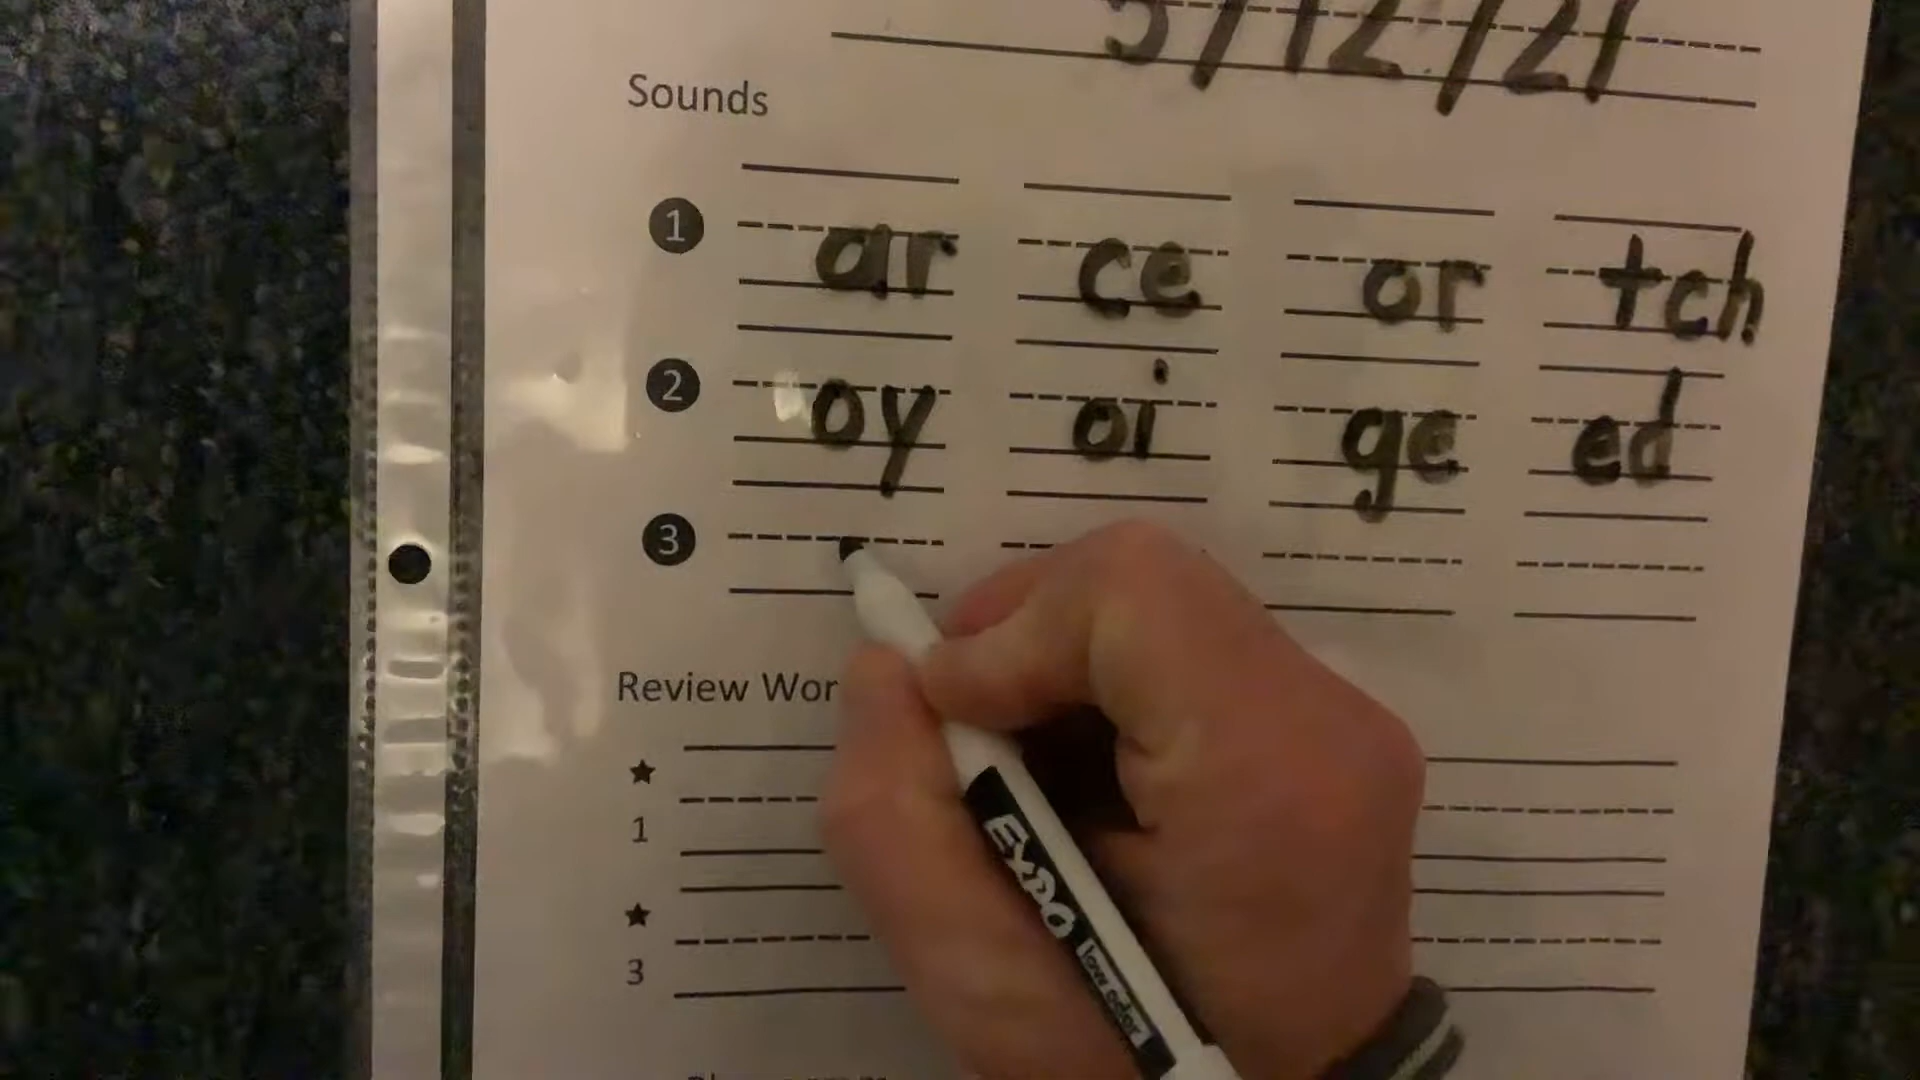 3/12/21
Sounds
1 ar ce or tch
2 oy oi ge ed
3
Review Wor
★
1
★
3
EXPO low odor